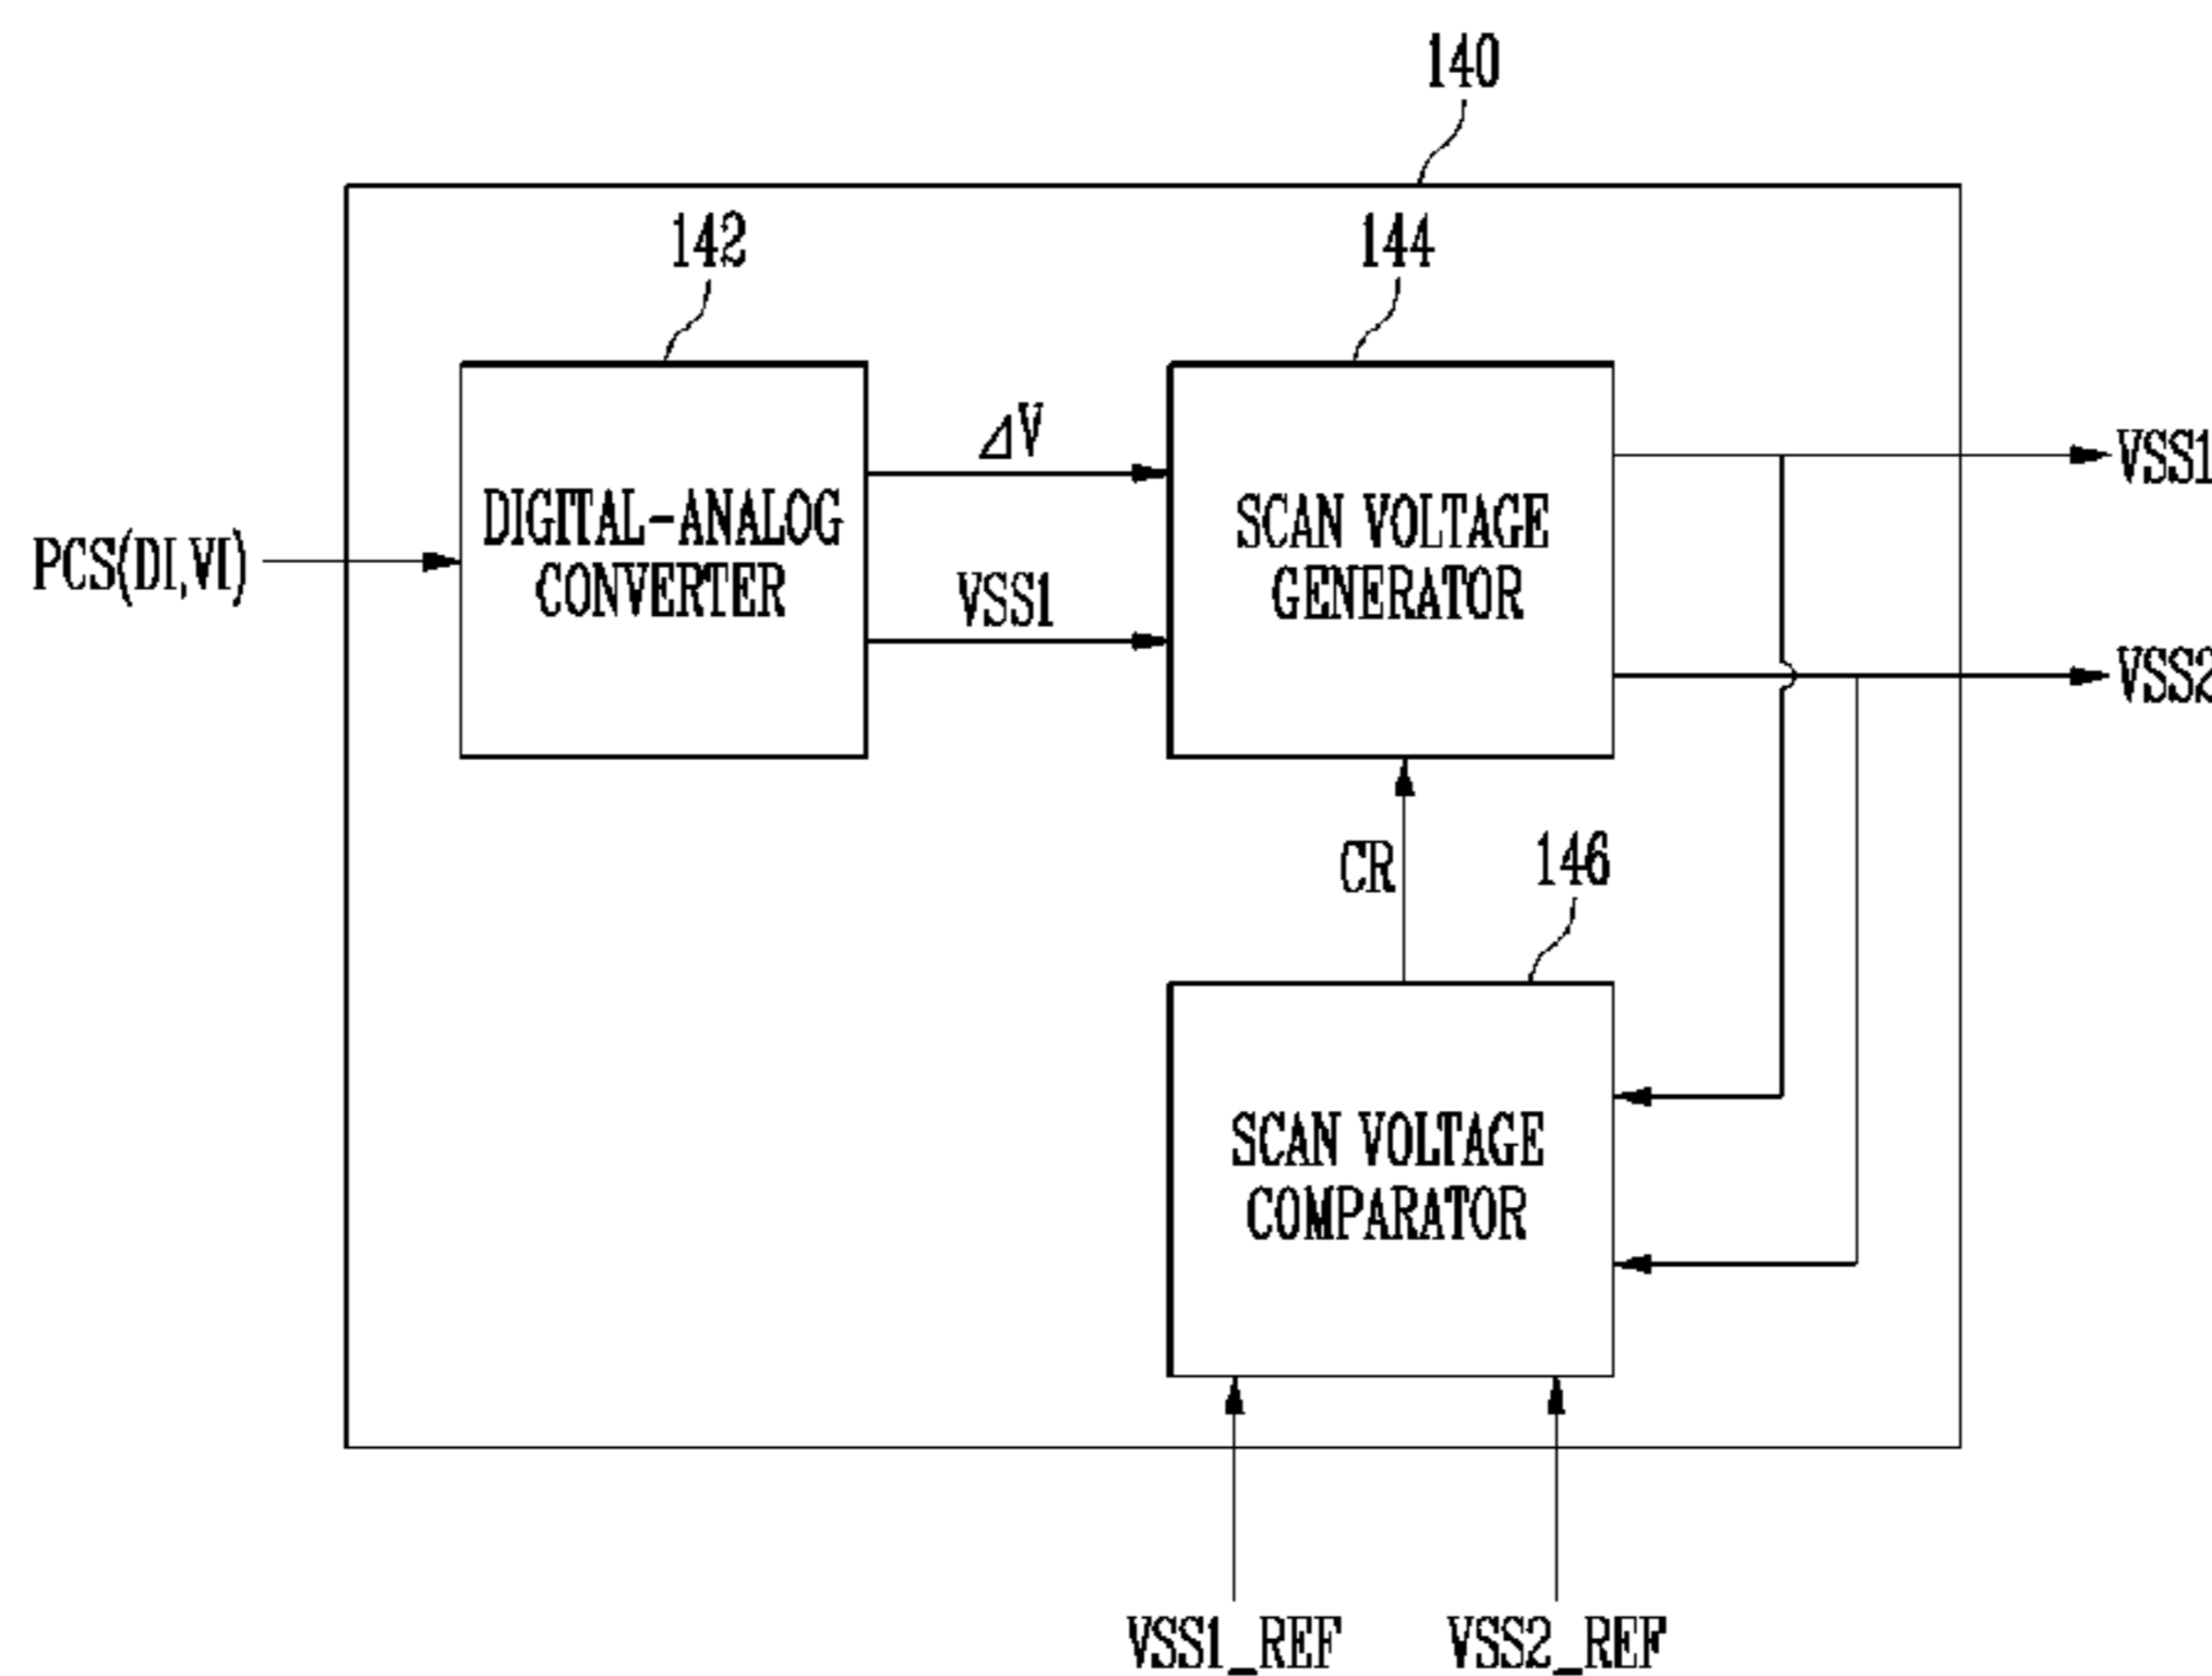 140
142
144
ΔV
VSS1
DIGITAL-ANALOG
CONVERTER
SCAN VOLTAGE
GENERATOR
PCS(DI,VI)
VSS1
VSS2
CR
146
SCAN VOLTAGE
COMPARATOR
VSS1_REF
VSS2_REF